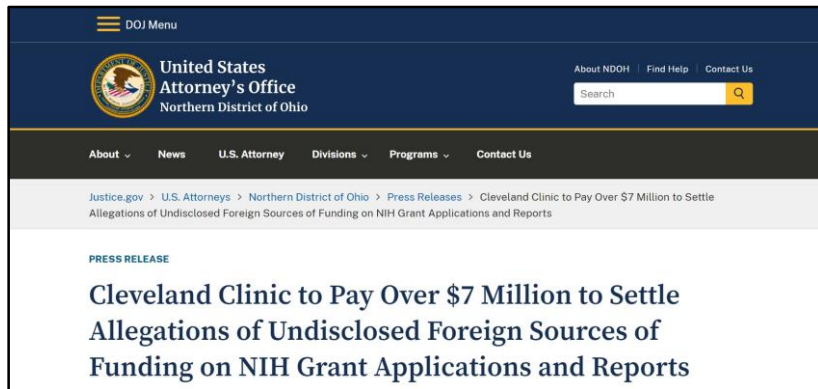 DOJ Menu
United States
Attorney's Office
Northern District of Ohio
About NDOH | Find Help | Contact Us
Search
About News U.S. Attorney Divisions Programs Contact Us
Justice.gov > U.S. Attorneys > Northern District of Ohio > Press Releases > Cleveland Clinic to Pay Over $7 Million to Settle
Allegations of Undisclosed Foreign Sources of Funding on NIH Grant Applications and Reports
PRESS RELEASE
Cleveland Clinic to Pay Over $7 Million to Settle
Allegations of Undisclosed Foreign Sources of
Funding on NIH Grant Applications and Reports